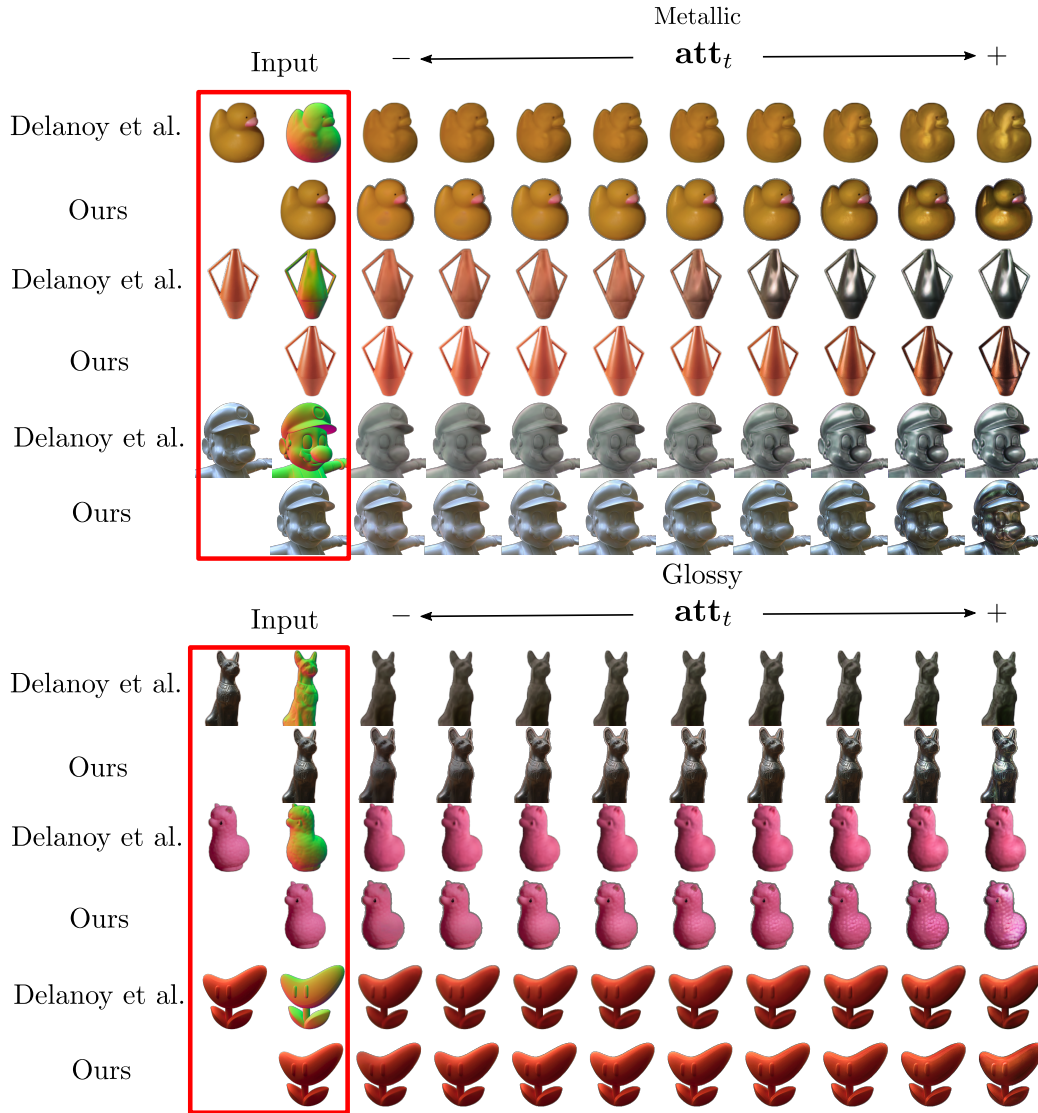 Metallic
Input − att_t +
Delanoy et al.
Ours
Delanoy et al.
Ours
Delanoy et al.
Ours
Glossy
Input − att_t +
Delanoy et al.
Ours
Delanoy et al.
Ours
Delanoy et al.
Ours